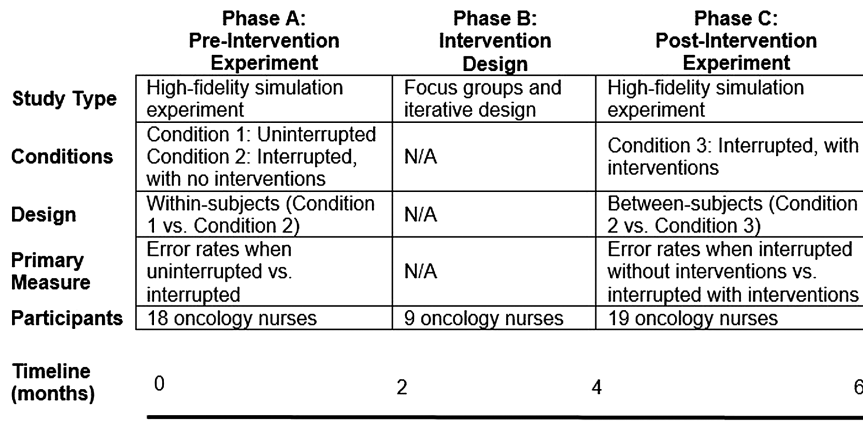 Phase A:
Pre-Intervention
Experiment
Phase B:
Intervention
Design
Phase C:
Post-Intervention
Experiment
Study Type
High-fidelity simulation
experiment
Focus groups and
iterative design
High-fidelity simulation
experiment
Conditions
Condition 1: Uninterrupted
Condition 2: Interrupted,
with no interventions
N/A
Condition 3: Interrupted, with
interventions
Design
Within-subjects (Condition
1 vs. Condition 2)
N/A
Between-subjects (Condition
2 vs. Condition 3)
Primary
Measure
Error rates when
uninterrupted vs.
interrupted
N/A
Error rates when interrupted
without interventions vs.
interrupted with interventions
Participants
18 oncology nurses
9 oncology nurses
19 oncology nurses
Timeline
(months)
0
2
4
6